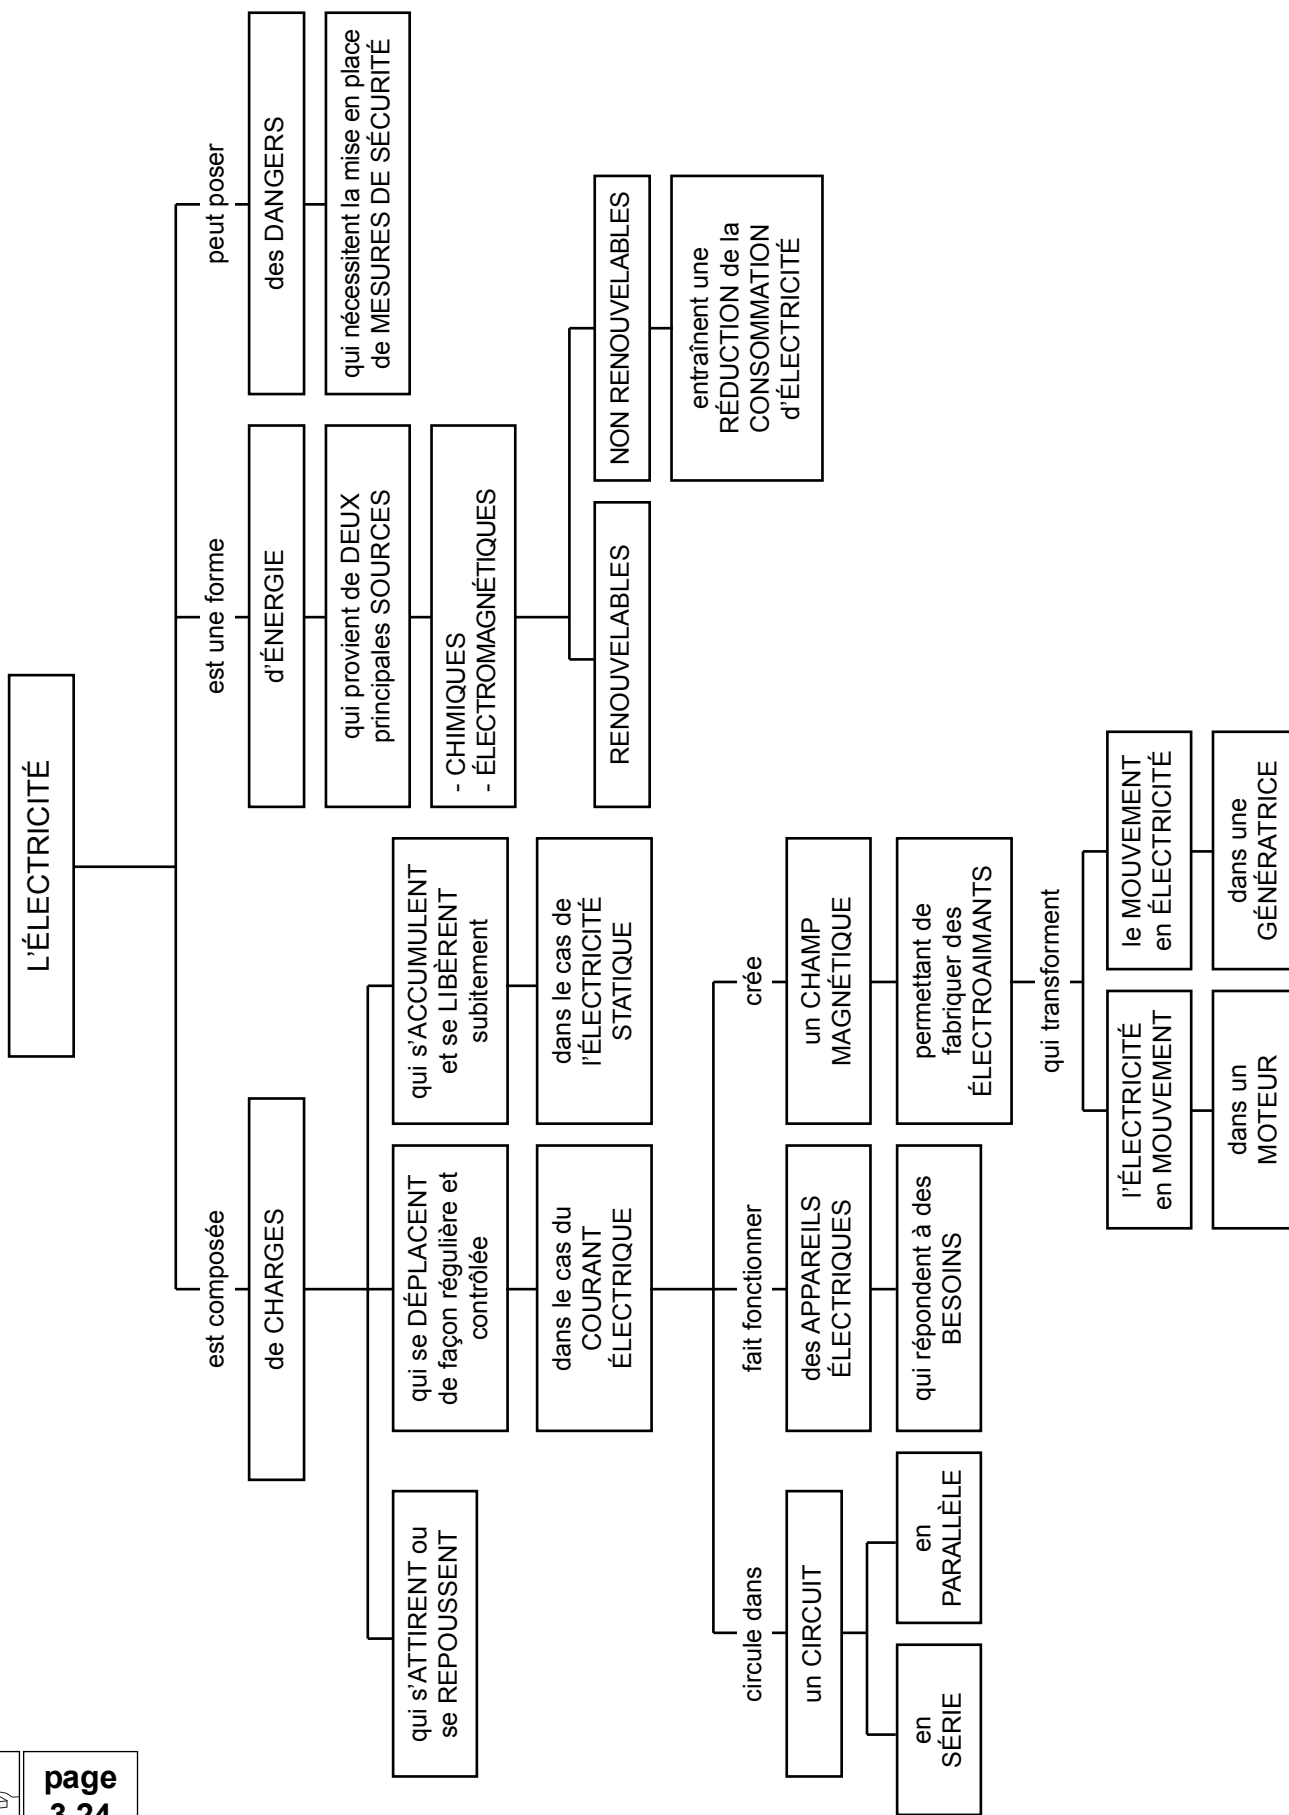 L'ÉLECTRICITÉ
est composée
de CHARGES
qui s'ATTIRENT ou
se REPOUSSENT
qui se DÉPLACENT
de façon régulière et
contrôlée
dans le cas du
COURANT
ÉLECTRIQUE
circule dans
un CIRCUIT
en
SÉRIE
en
PARALLÈLE
fait fonctionner
des APPAREILS
ÉLECTRIQUES
qui répondent à des
BESOINS
crée
un CHAMP
MAGNÉTIQUE
permettant de
fabriquer des
ÉLECTROAIMANTS
qui transforment
l'ÉLECTRICITÉ
en MOUVEMENT
dans un
MOTEUR
le MOUVEMENT
en ÉLECTRICITÉ
dans une
GÉNÉRATRICE
qui s'ACCUMULENT
et se LIBÈRENT
subitement
dans le cas de
l'ÉLECTRICITÉ
STATIQUE
est une forme
d'ÉNERGIE
qui provient de DEUX
principales SOURCES
- CHIMIQUES
- ÉLECTROMAGNÉTIQUES
RENOUVELABLES
NON RENOUVELABLES
entraînent une
RÉDUCTION de la
CONSOMMATION
d'ÉLECTRICITÉ
peut poser
des DANGERS
qui nécessitent la mise en place
de MESURES DE SÉCURITÉ
page
3.24